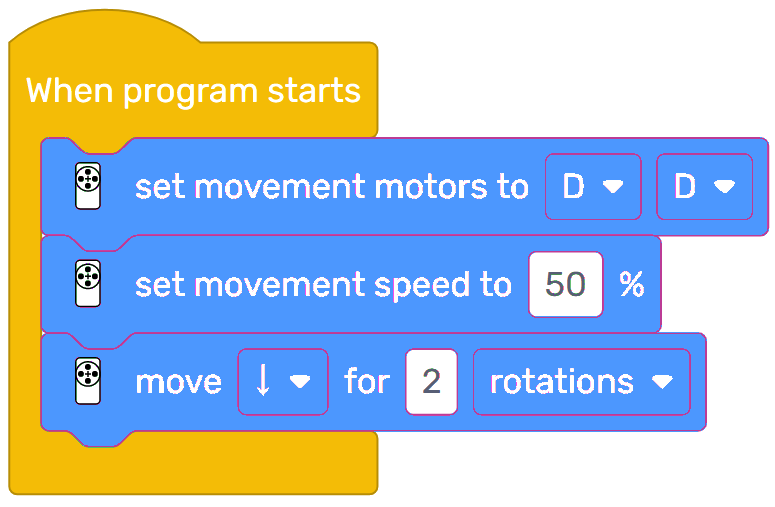 When program starts
set movement motors to D D
set movement speed to 50 %
move ↓ for 2 rotations